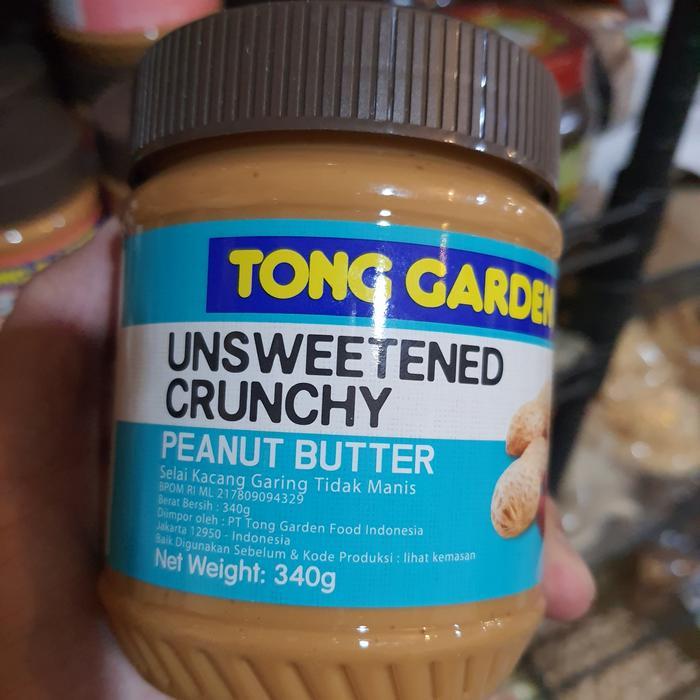 TONG GARDEN
UNSWEETENED
CRUNCHY
PEANUT BUTTER
Selai Kacang Garing Tidak Manis
BPOM RI ML 217809094329
Berat Bersih : 340g
Diimpor oleh : PT Tong Garden Food Indonesia
Jakarta 12950 - Indonesia
Baik Digunakan Sebelum & Kode Produksi : lihat kemasan
Net Weight: 340g